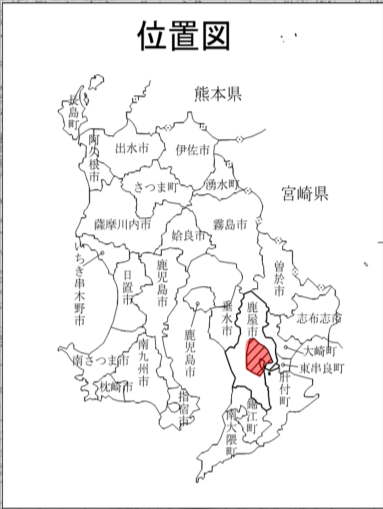 位置図
熊本県
長島町
阿久根市
出水市
伊佐市
さつま町
湧水町
宮崎県
薩摩川内市
姶良市
霧島市
いちき串木野市
日置市
鹿児島市
曽於市
垂水市
鹿屋市
志布志市
鹿児島市
大崎町
東串良町
肝付町
南さつま市
南九州市
枕崎市
指宿市
錦江町
南大隅町